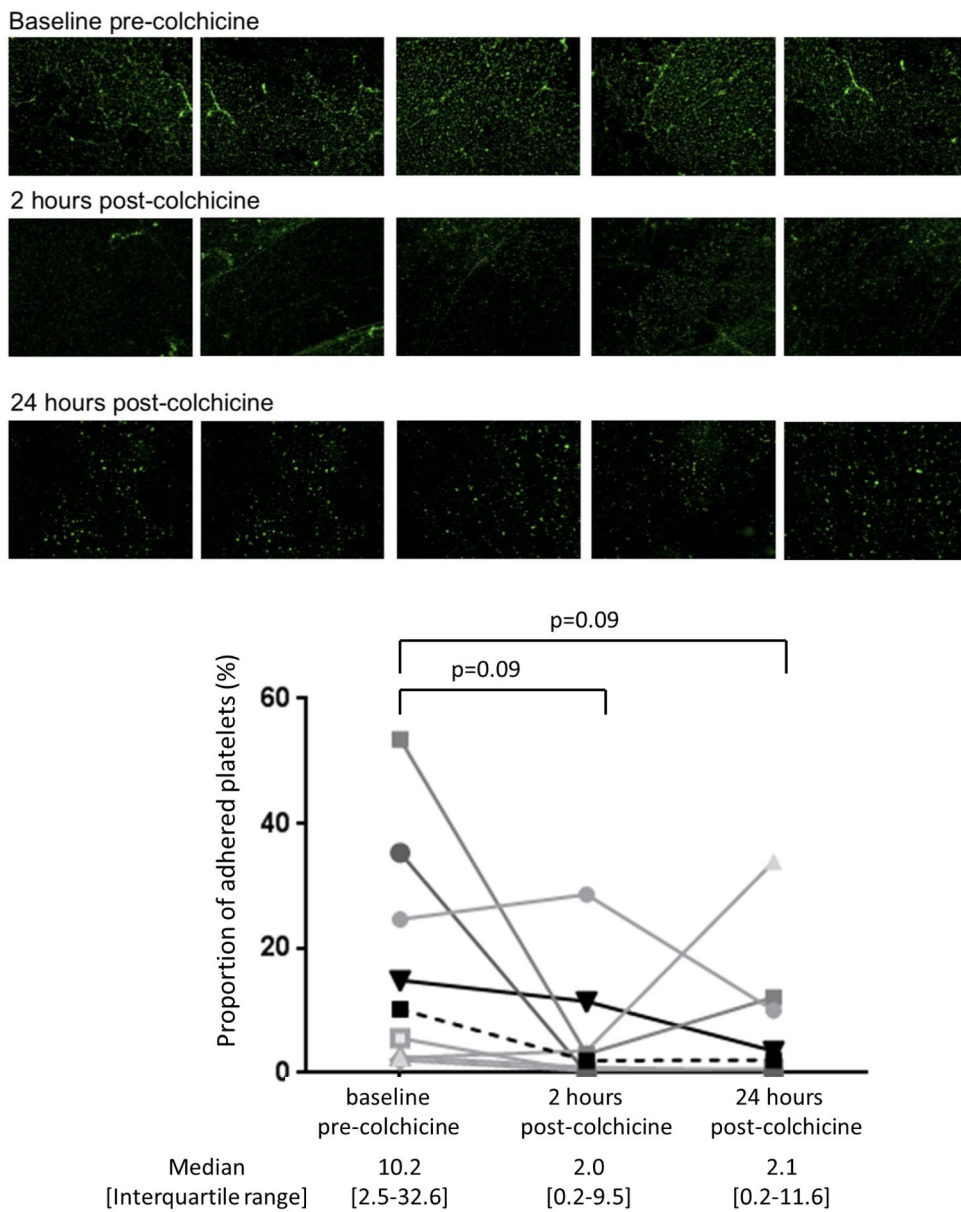 Baseline pre-colchicine
2 hours post-colchicine
24 hours post-colchicine
p=0.09
p=0.09
Proportion of adhered platelets (%)
60
40
20
0
baseline
pre-colchicine
2 hours
post-colchicine
24 hours
post-colchicine
Median
[Interquartile range]
10.2
[2.5-32.6]
2.0
[0.2-9.5]
2.1
[0.2-11.6]